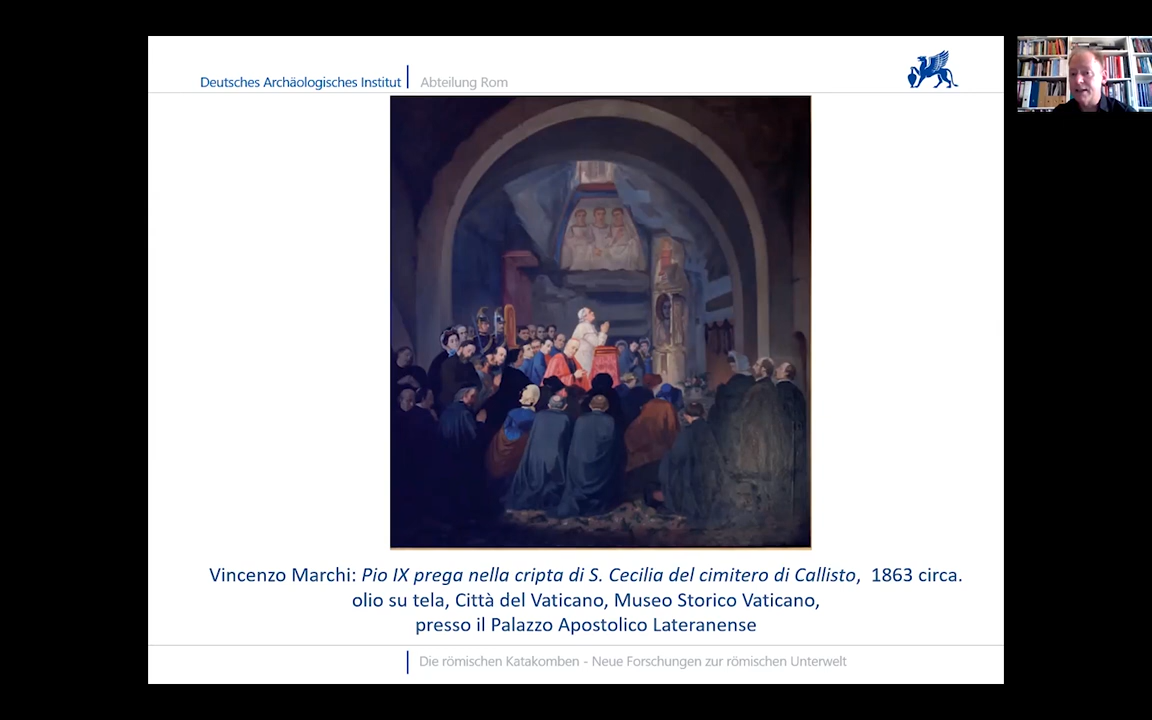 Deutsches Archäologisches Institut
Abteilung Rom
Vincenzo Marchi: Pio IX prega nella cripta di S. Cecilia del cimitero di Callisto, 1863 circa.
olio su tela, Città del Vaticano, Museo Storico Vaticano,
presso il Palazzo Apostolico Lateranense
Die römischen Katakomben - Neue Forschungen zur römischen Unterwelt